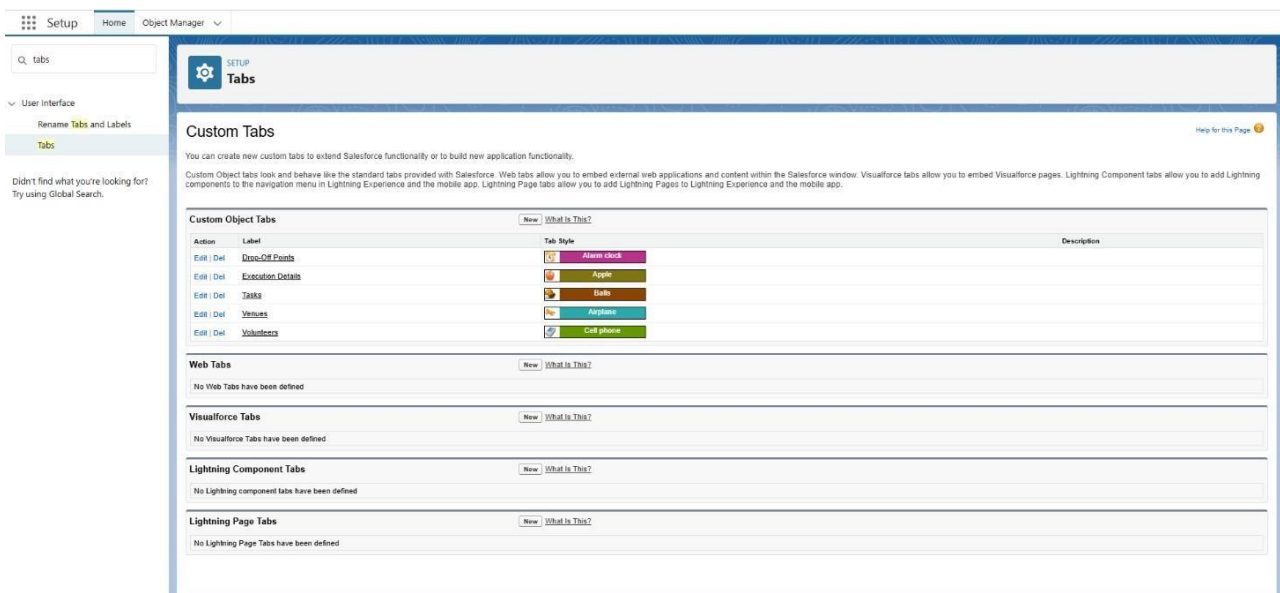 Setup Home Object Manager
tabs
SETUP
Tabs
User Interface
Rename Tabs and Labels
Tabs
Didn't find what you're looking for?
Try using Global Search.
Custom Tabs
Help for this Page
You can create new custom tabs to extend Salesforce functionality or to build new application functionality.
Custom Object tabs look and behave like the standard tabs provided with Salesforce. Web tabs allow you to embed external web applications and content within the Salesforce window. Visualforce tabs allow you to embed Visualforce pages. Lightning Component tabs allow you to add Lightning
components to the navigation menu in Lightning Experience and the mobile app. Lightning Page tabs allow you to add Lightning Pages to Lightning Experience and the mobile app.
Custom Object Tabs New What Is This?
Action Label Tab Style Description
Edit | Del Drop-Off Points Alarm clock
Edit | Del Execution Details Apple
Edit | Del Tasks Balls
Edit | Del Venues Airplane
Edit | Del Volunteers Cell phone
Web Tabs New What Is This?
No Web Tabs have been defined
Visualforce Tabs New What Is This?
No Visualforce Tabs have been defined
Lightning Component Tabs New What Is This?
No Lightning component tabs have been defined
Lightning Page Tabs New What Is This?
No Lightning Page Tabs have been defined